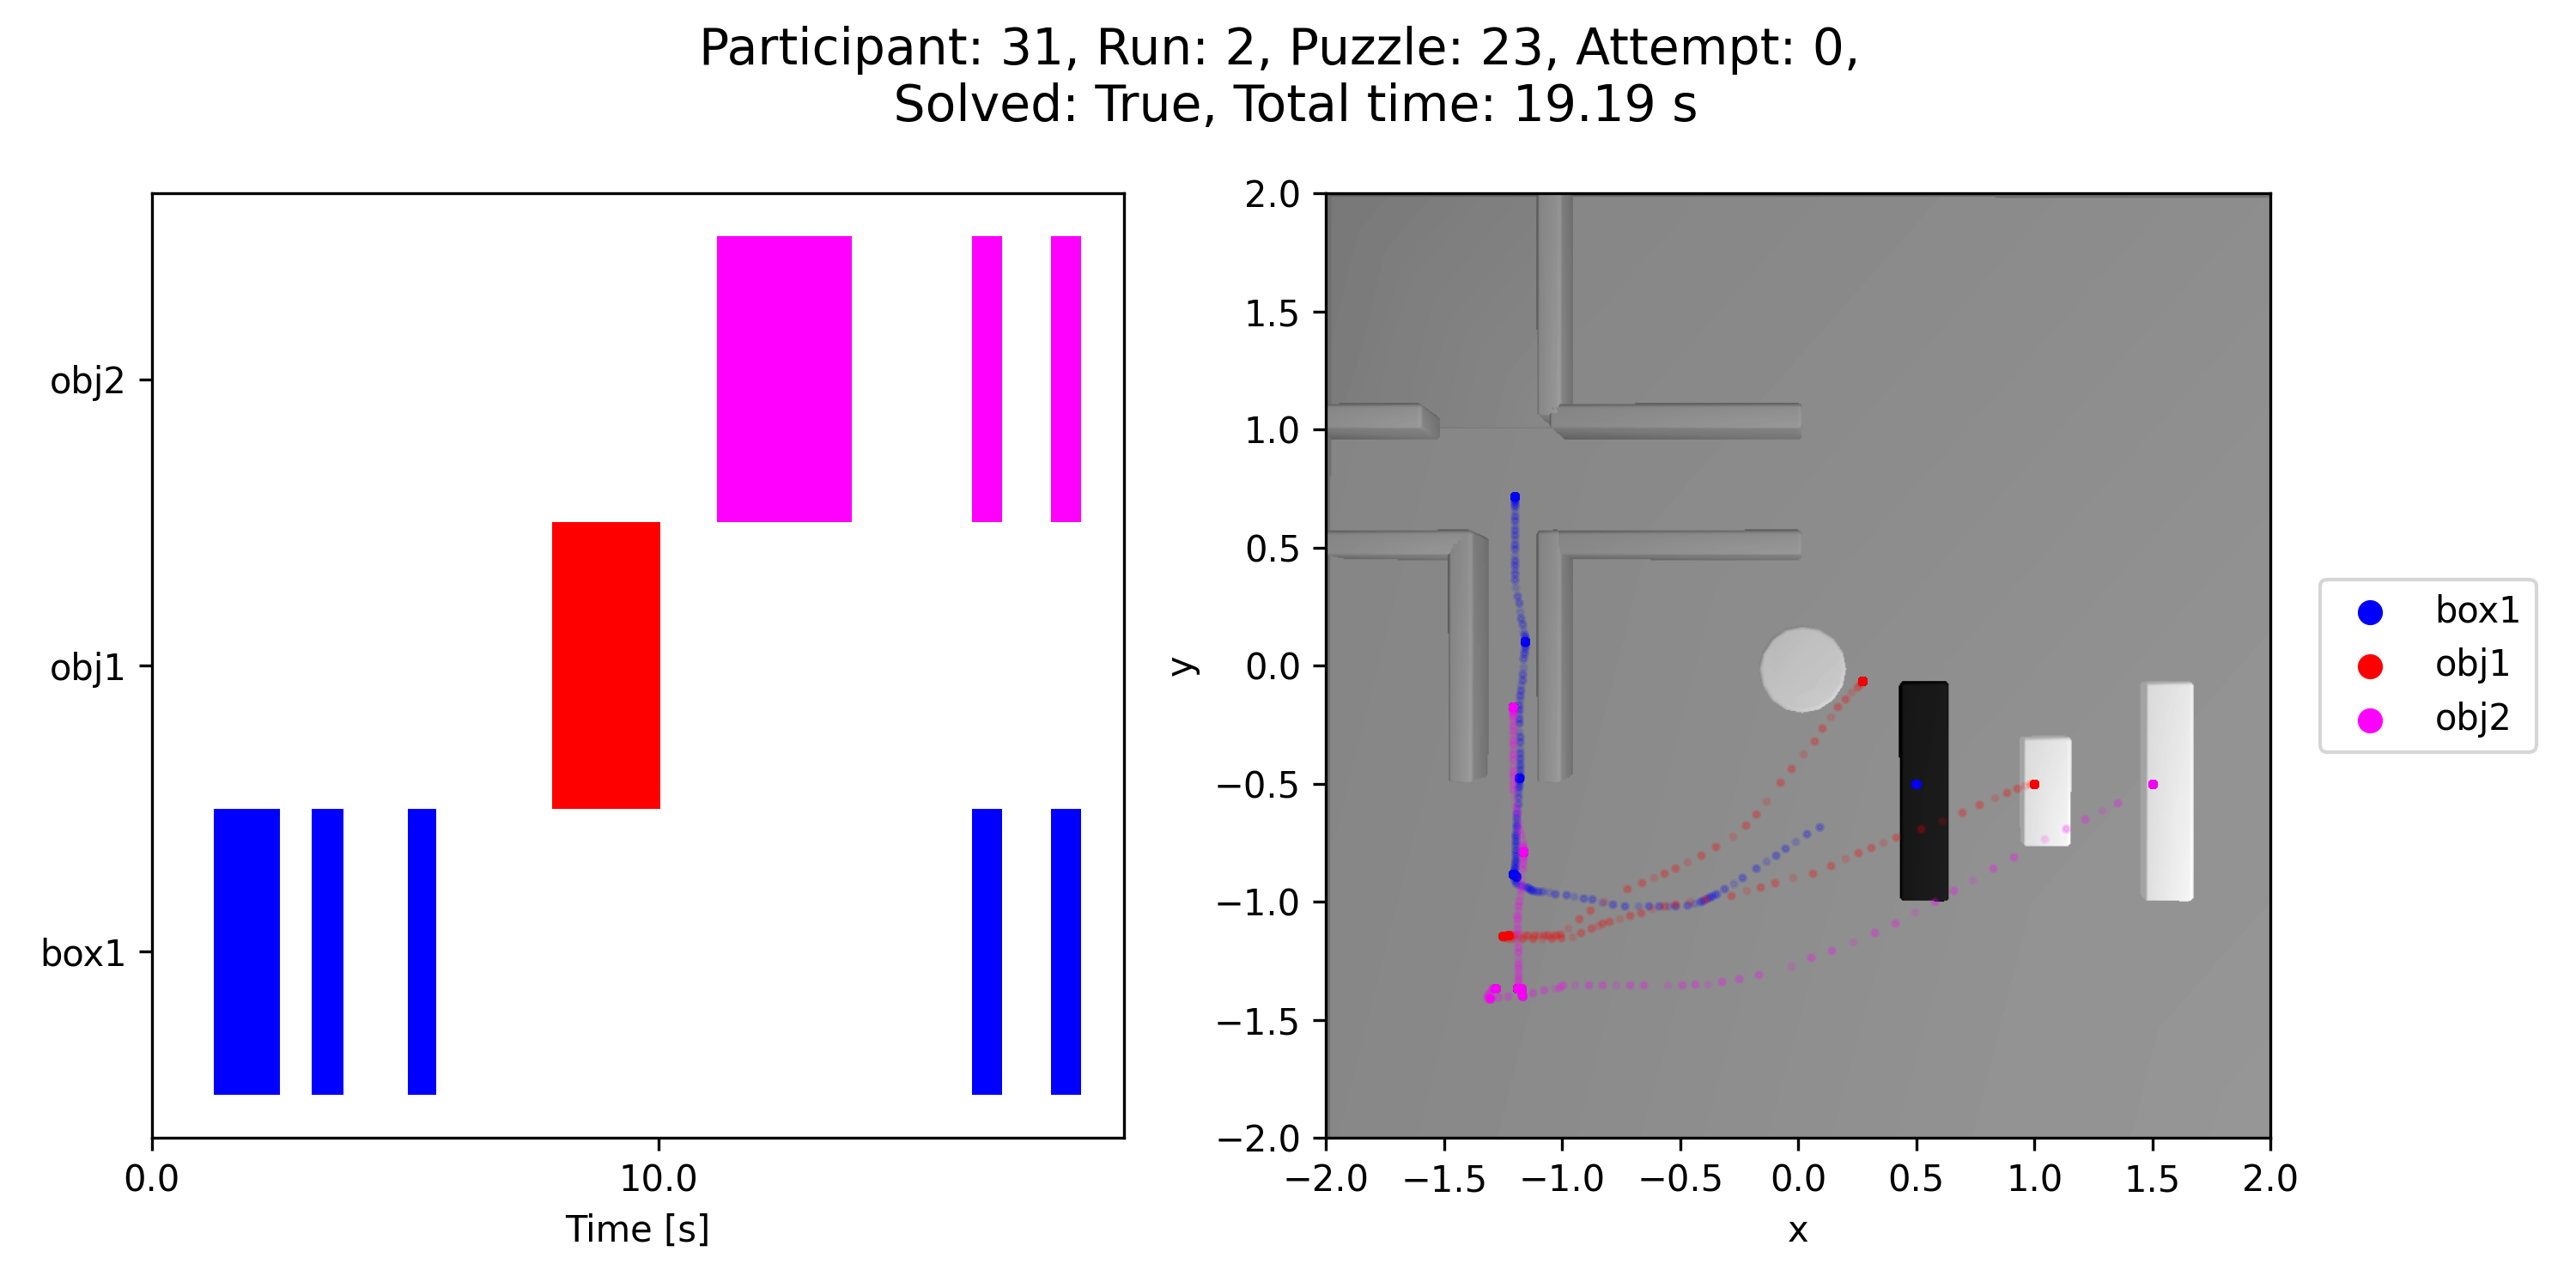 Participant: 31, Run: 2, Puzzle: 23, Attempt: 0,
Solved: True, Total time: 19.19 s
obj2
obj1
box1
0.0
10.0
Time [s]
2.0
1.5
1.0
0.5
0.0
−0.5
−1.0
−1.5
−2.0
y
−2.0
−1.5
−1.0
−0.5
0.0
0.5
1.0
1.5
2.0
x
box1
obj1
obj2